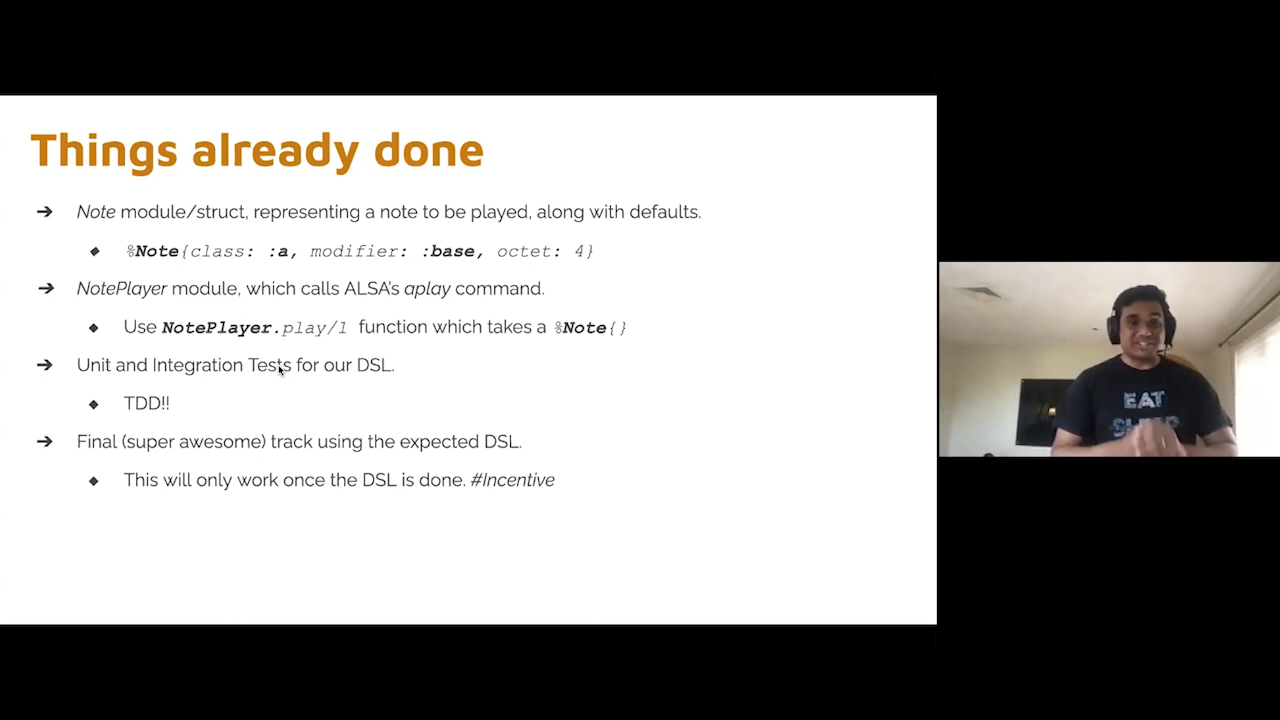 Things already done
➔ Note module/struct, representing a note to be played, along with defaults.
◆ %Note{class: :a, modifier: :base, octet: 4}
➔ NotePlayer module, which calls ALSA's aplay command.
◆ Use NotePlayer.play/1 function which takes a %Note{}
➔ Unit and Integration Tests for our DSL.
◆ TDD!!
➔ Final (super awesome) track using the expected DSL.
◆ This will only work once the DSL is done. #Incentive
EAT